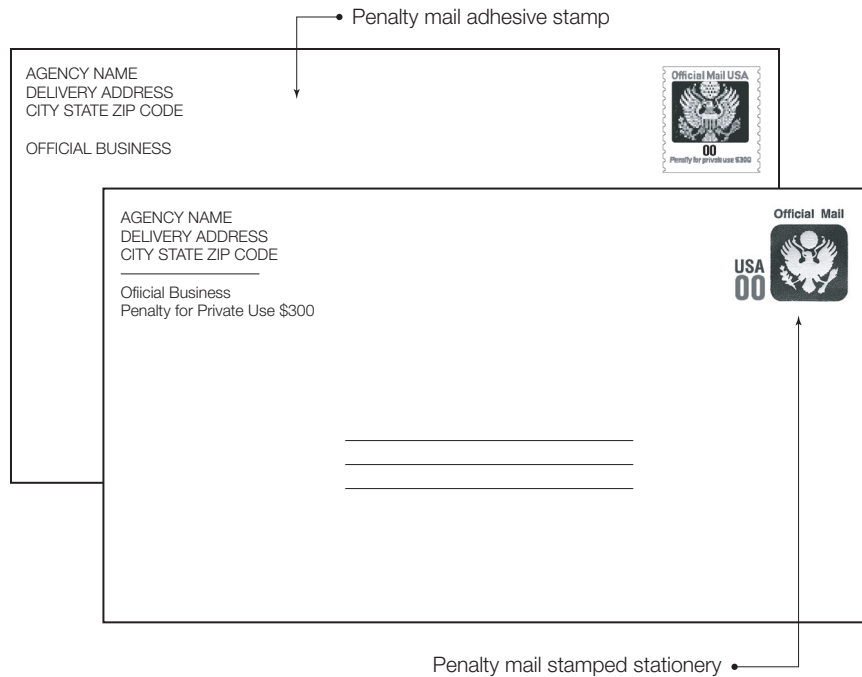 Penalty mail adhesive stamp
AGENCY NAME
DELIVERY ADDRESS
CITY STATE ZIP CODE
OFFICIAL BUSINESS
Official Mail USA
00
Penalty for private use $300
AGENCY NAME
DELIVERY ADDRESS
CITY STATE ZIP CODE
Ofiicial Business
Penalty for Private Use $300
Official Mail
USA
00
Penalty mail stamped stationery